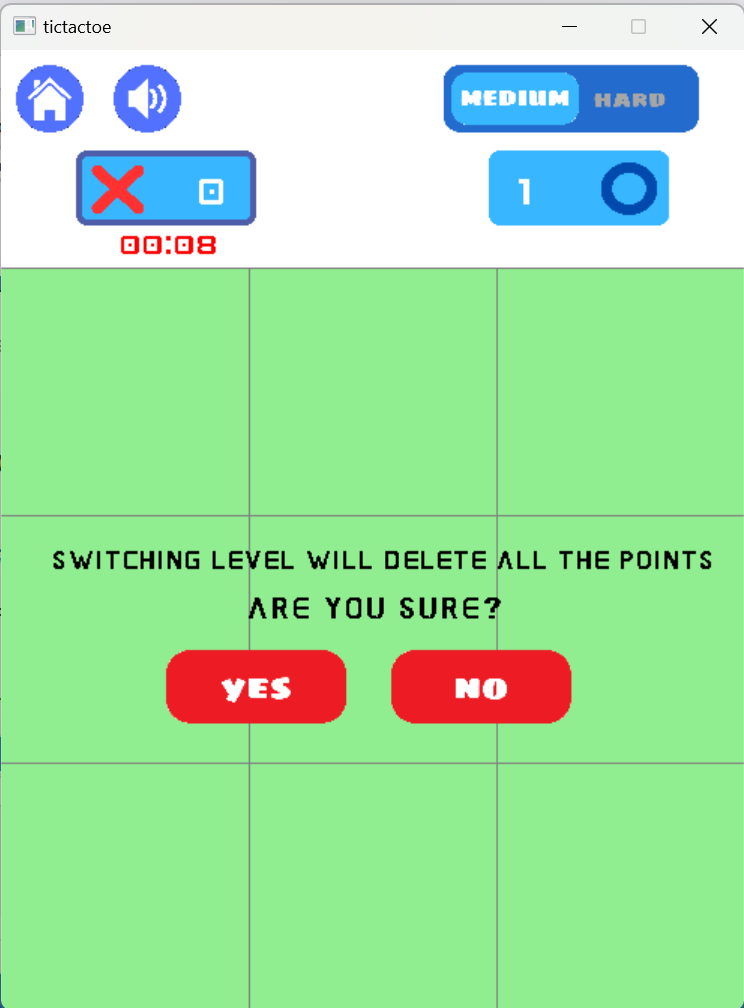 tictactoe
MEDIUM HARD
0 1
00:08
SWITCHING LEVEL WILL DELETE ALL THE POINTS
ARE YOU SURE?
YES NO